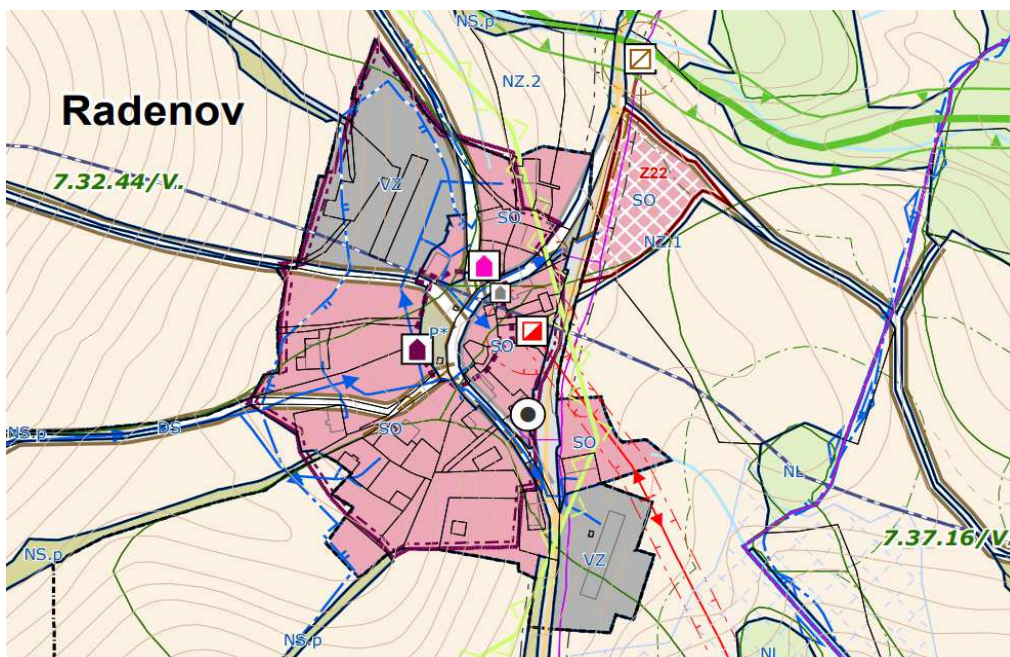 NS.p
NZ.2
Radenov
7.32.44/V.
VZ
Z22
SO
SO
NZ.1
P*
SO
NS.p
DS
SO
SO
NL
NS.p
VZ
7.37.16/V.
NS.p
NL